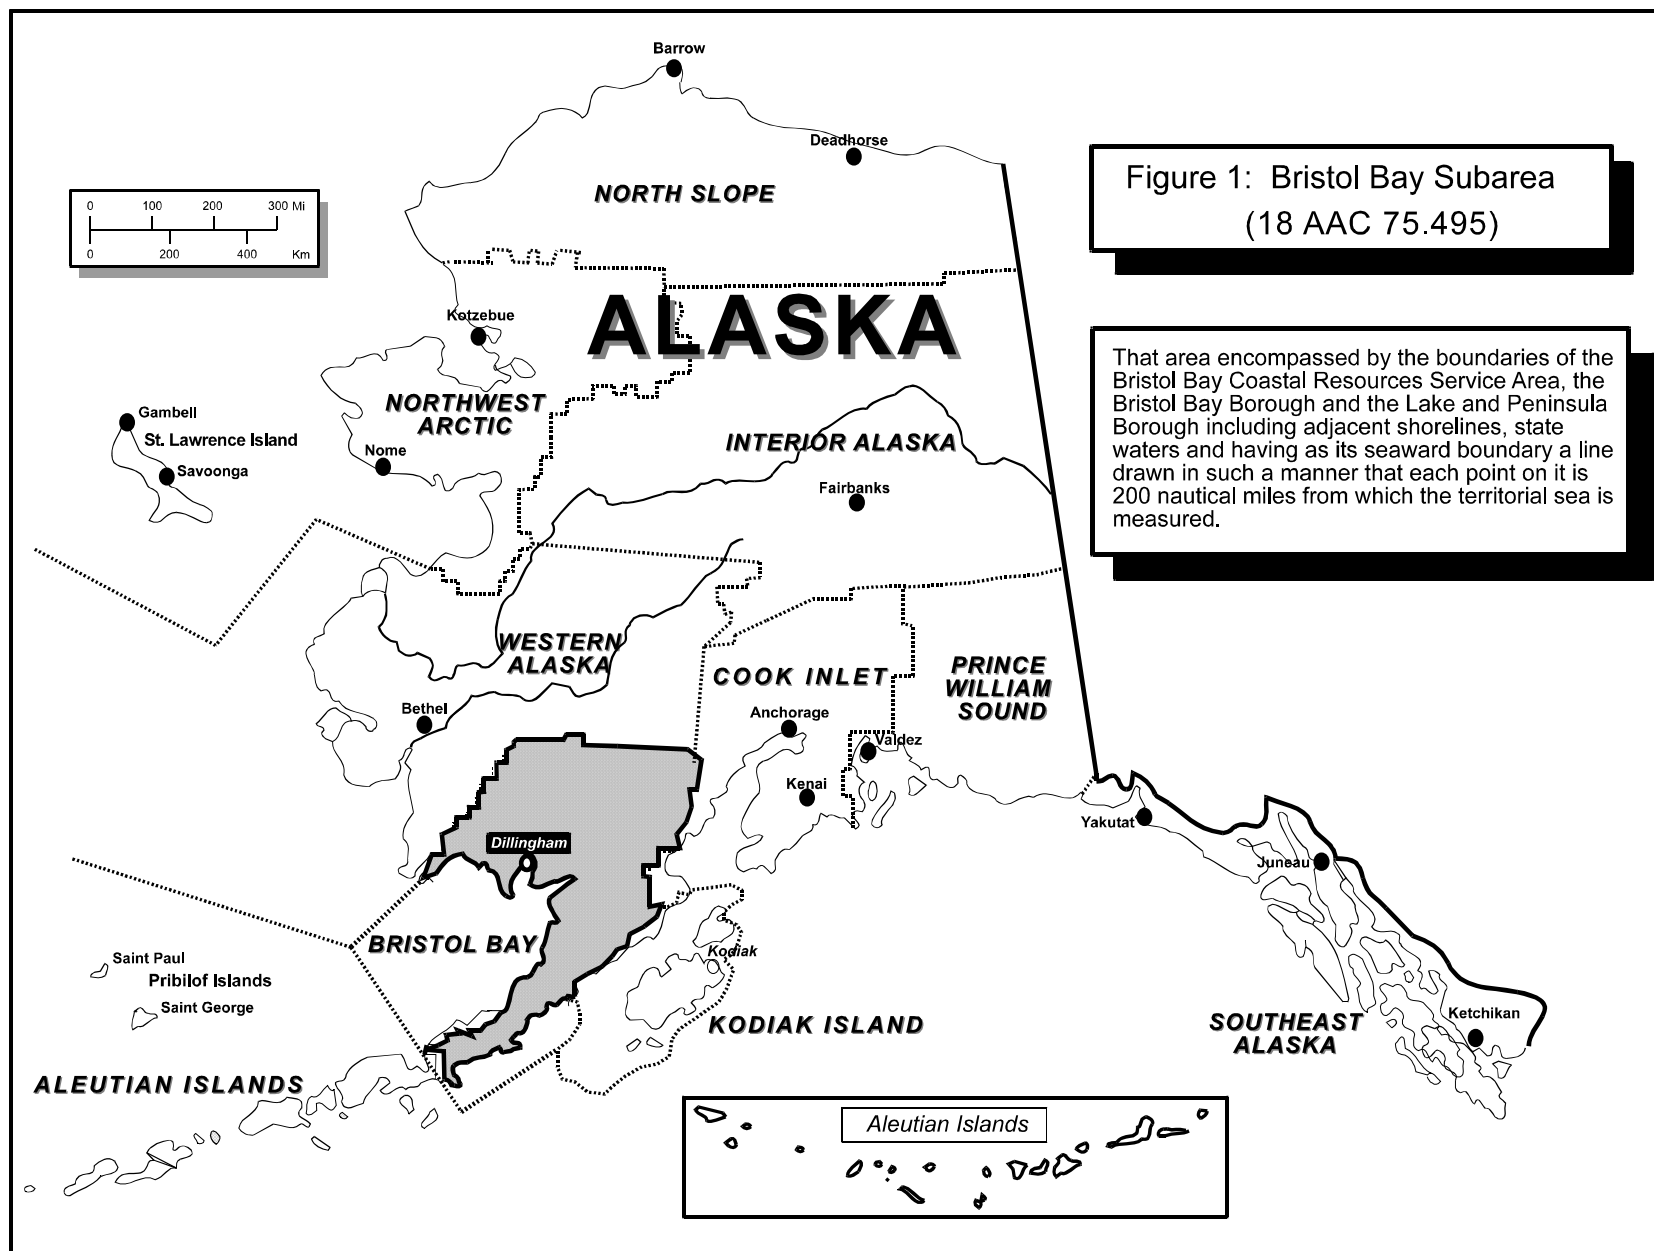 Barrow
Deadhorse
NORTH SLOPE
Figure 1: Bristol Bay Subarea
(18 AAC 75.495)
0 100 200 300 Mi
0 200 400 Km
ALASKA
Kotzebue
That area encompassed by the boundaries of the
Bristol Bay Coastal Resources Service Area, the
Bristol Bay Borough and the Lake and Peninsula
Borough including adjacent shorelines, state
waters and having as its seaward boundary a line
drawn in such a manner that each point on it is
200 nautical miles from which the territorial sea is
measured.
NORTHWEST
ARCTIC
Gambell
St. Lawrence Island
Savoonga
Nome
INTERIOR ALASKA
Fairbanks
WESTERN
ALASKA
COOK INLET
PRINCE
WILLIAM
SOUND
Bethel
Anchorage
Valdez
Kenai
Yakutat
Dillingham
Juneau
BRISTOL BAY
Kodiak
Saint Paul
Pribilof Islands
Saint George
KODIAK ISLAND
SOUTHEAST
ALASKA
Ketchikan
ALEUTIAN ISLANDS
Aleutian Islands